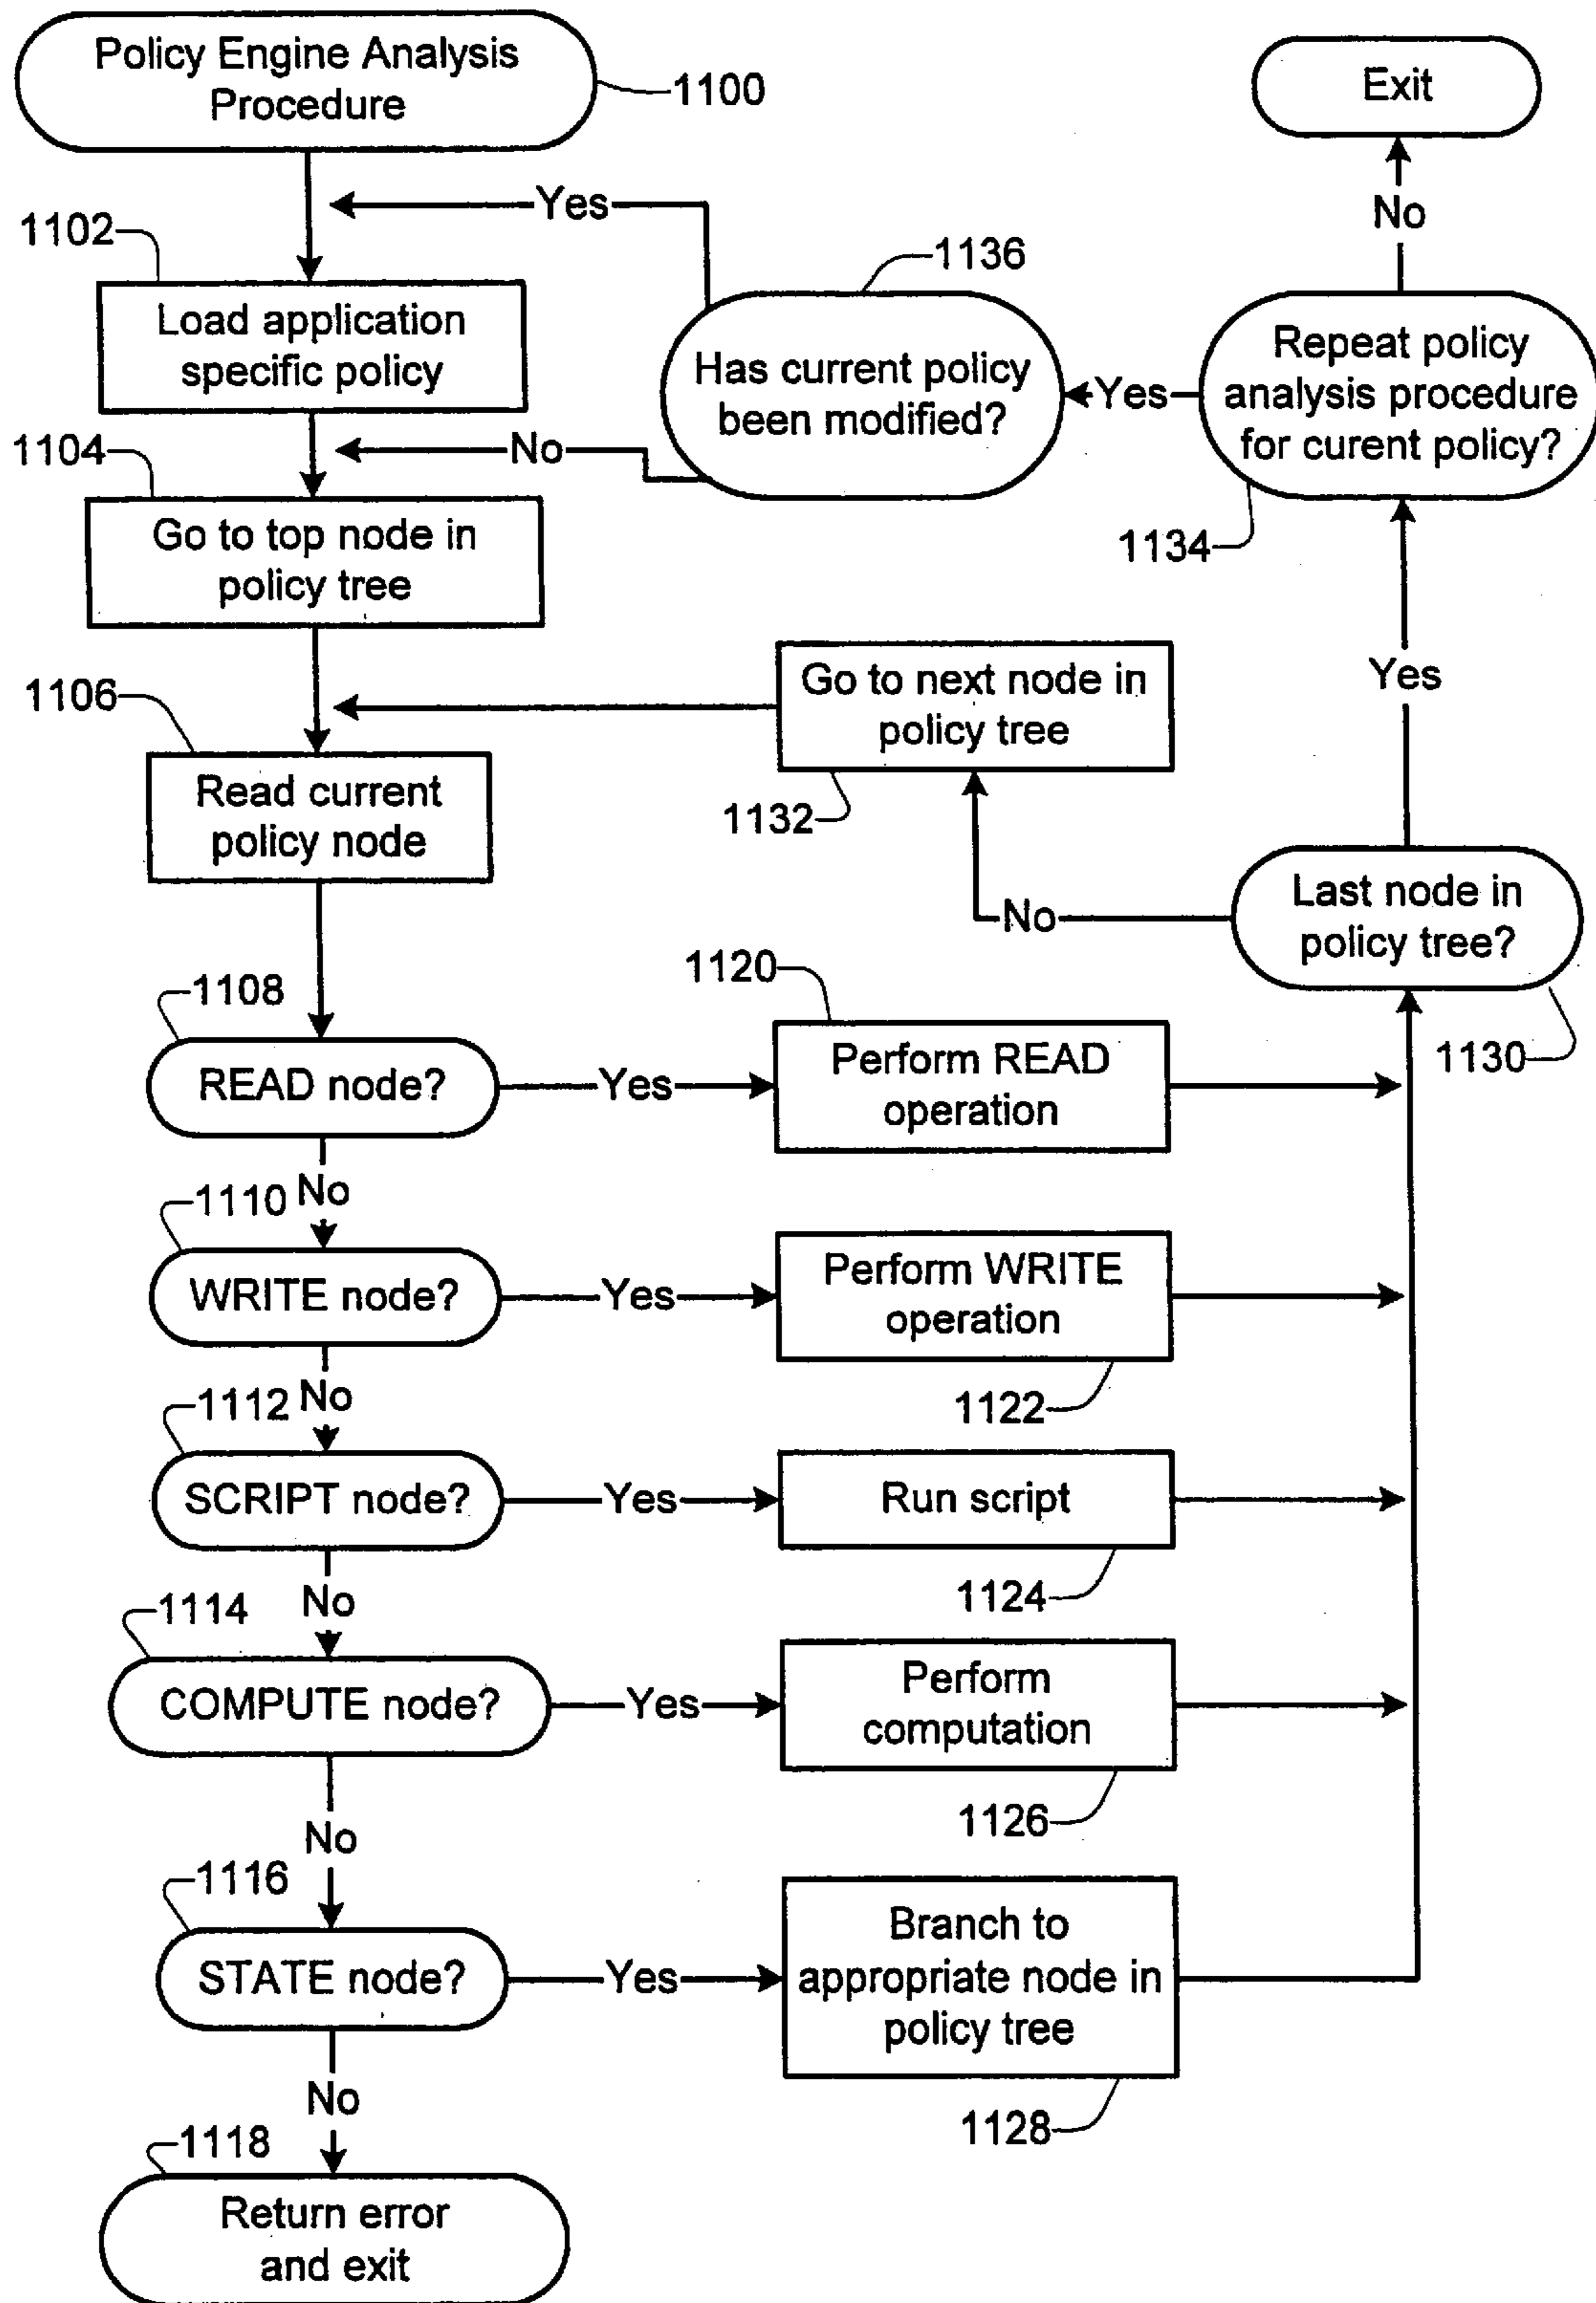 Policy Engine Analysis
Procedure
1100
Exit
No
Yes
1102
1136
Load application
specific policy
Has current policy
been modified?
Yes
Repeat policy
analysis procedure
for curent policy?
No
1104
1134
Go to top node in
policy tree
Yes
1106
Go to next node in
policy tree
1132
Read current
policy node
No
Last node in
policy tree?
1130
1108
1120
READ node?
Yes
Perform READ
operation
No
1110
WRITE node?
Yes
Perform WRITE
operation
1122
No
1112
SCRIPT node?
Yes
Run script
1124
No
1114
COMPUTE node?
Yes
Perform
computation
1126
No
1116
STATE node?
Yes
Branch to
appropriate node in
policy tree
1128
No
1118
Return error
and exit